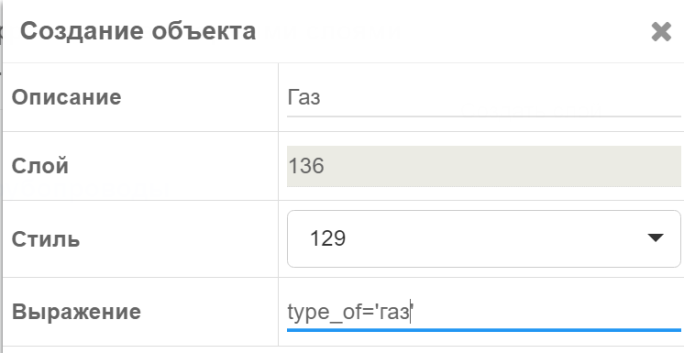 Создание объекта
Описание Газ
Слой 136
Стиль 129
Выражение type_of='газ'